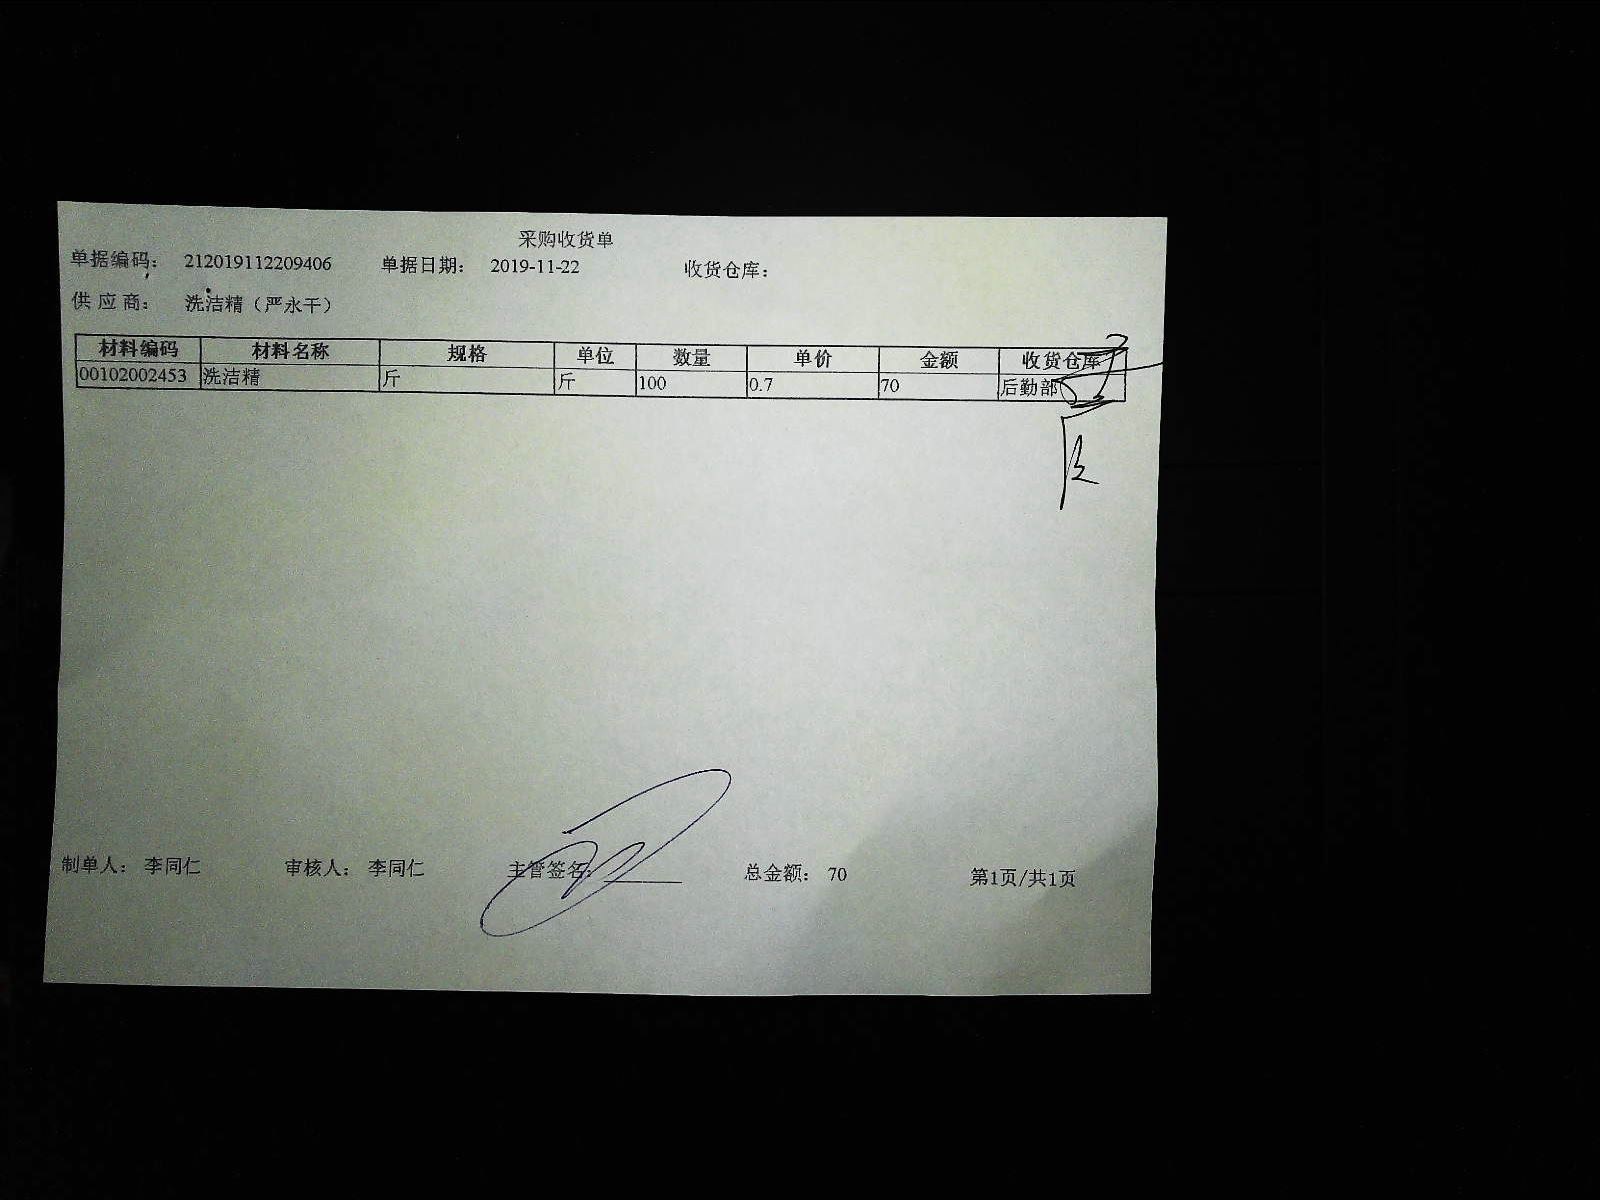 采购收货单
单据编码： 212019112209406 单据日期： 2019-11-22 收货仓库：
供 应 商： 洗洁精（严永干）
材料编码 材料名称 规格 单位 数量 单价 金额 收货仓库
00102002453 洗洁精 斤 斤 100 0.7 70 后勤部
制单人： 李同仁 审核人： 李同仁 主管签名： 总金额： 70 第1页/共1页